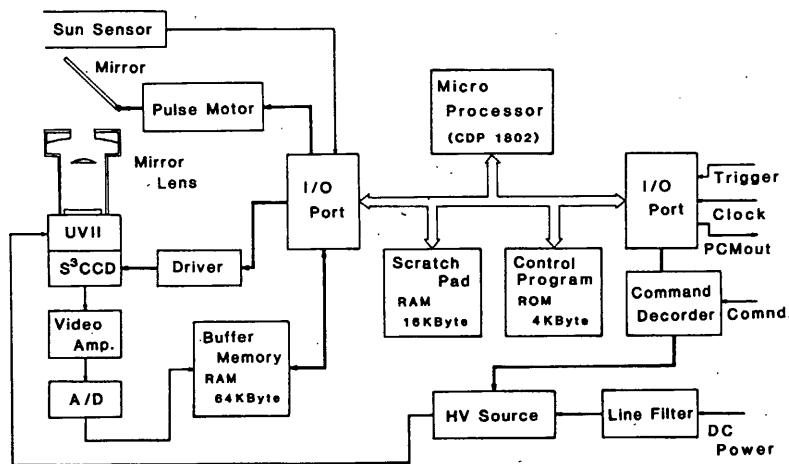 Sun Sensor
Mirror
Pulse Motor
Mirror
Lens
UVII
S³CCD
Driver
Video
Amp.
A/D
Buffer
Memory
RAM
64KByte
I/O
Port
Micro
Processor
(CDP 1802)
Scratch
Pad
RAM
16KByte
Control
Program
ROM
4KByte
I/O
Port
Trigger
Clock
PCMout
Command
Decorder
Comnd.
HV Source
Line Filter
DC
Power